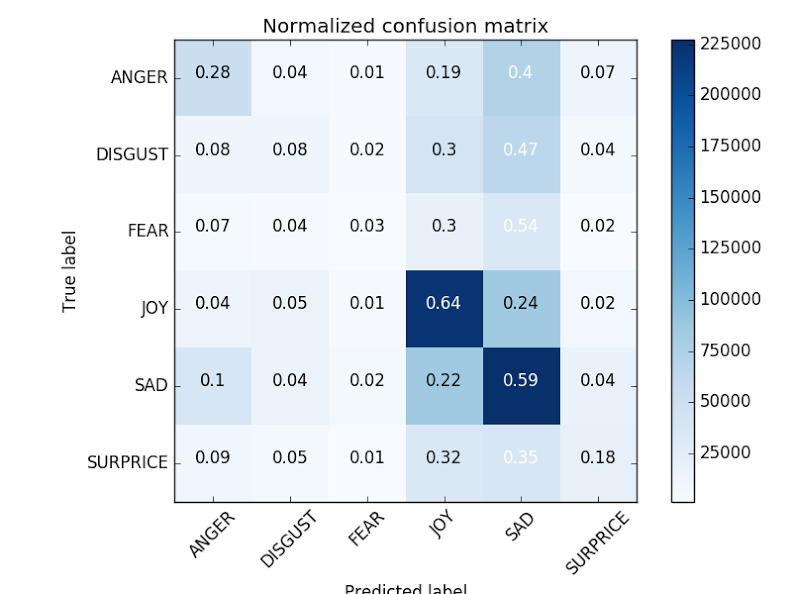 Normalized confusion matrix
ANGER 0.28 0.04 0.01 0.19 0.4 0.07
DISGUST 0.08 0.08 0.02 0.3 0.47 0.04
FEAR 0.07 0.04 0.03 0.3 0.54 0.02
JOY 0.04 0.05 0.01 0.64 0.24 0.02
SAD 0.1 0.04 0.02 0.22 0.59 0.04
SURPRICE 0.09 0.05 0.01 0.32 0.35 0.18
True label
ANGER DISGUST FEAR JOY SAD SURPRICE
Predicted label
225000
200000
175000
150000
125000
100000
75000
50000
25000